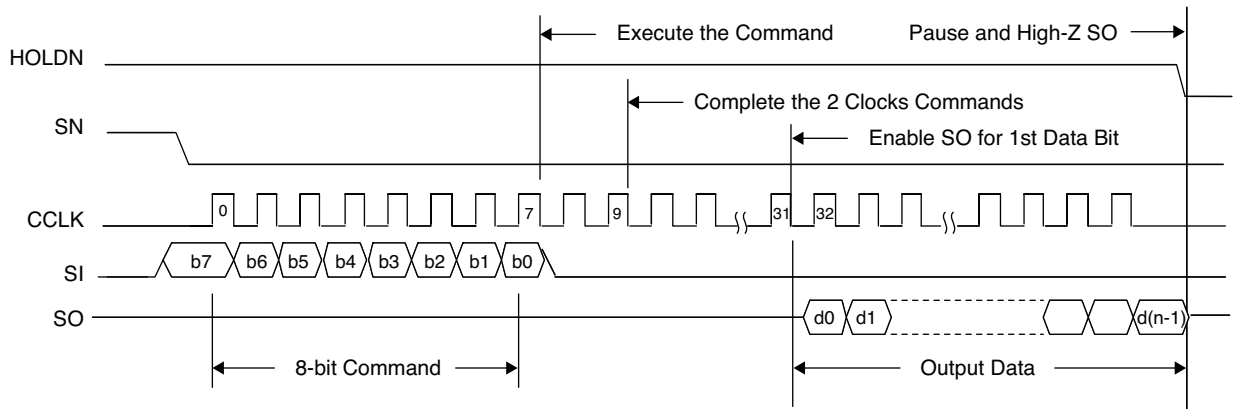 Execute the Command
Pause and High-Z SO
HOLDN
Complete the 2 Clocks Commands
SN
Enable SO for 1st Data Bit
CCLK
0
7
9
31
32
SI
b7
b6
b5
b4
b3
b2
b1
b0
SO
d0
d1
d(n-1)
8-bit Command
Output Data